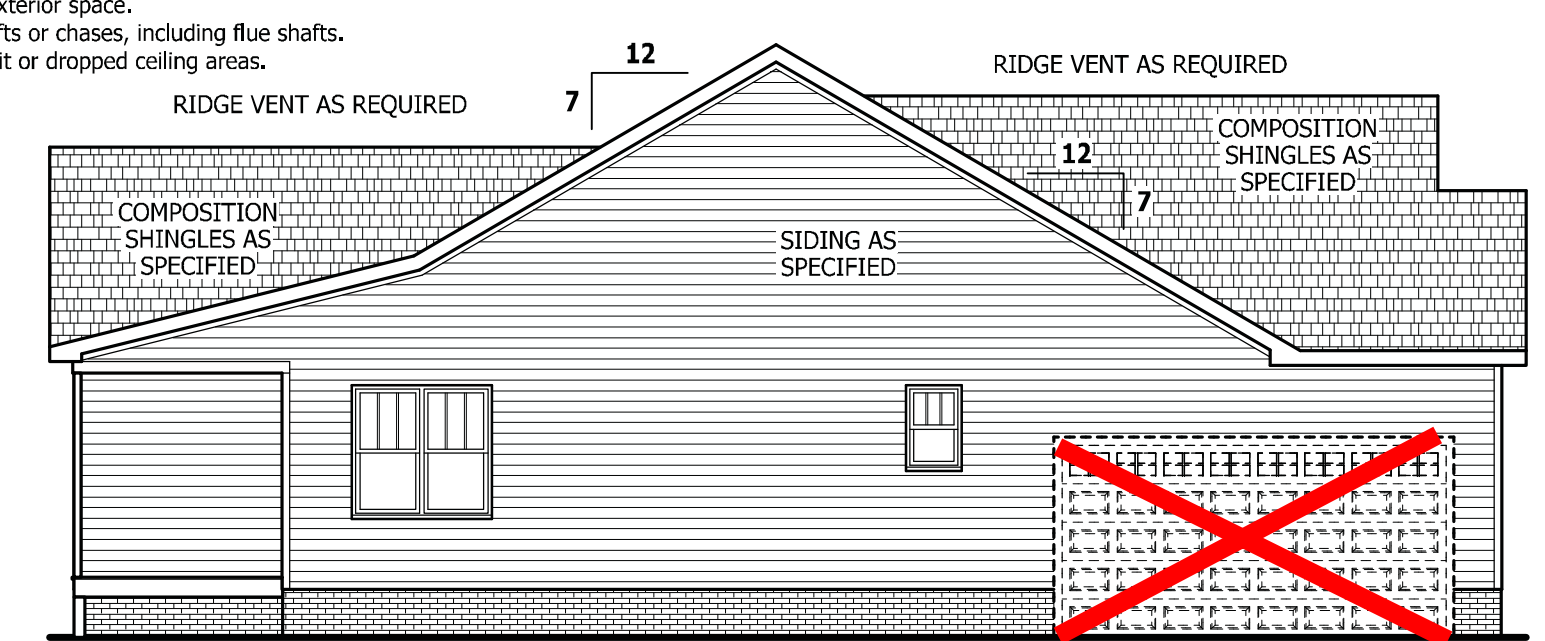 exterior space.
fts or chases, including flue shafts.
it or dropped ceiling areas.
12
7
RIDGE VENT AS REQUIRED
RIDGE VENT AS REQUIRED
COMPOSITION
SHINGLES AS
SPECIFIED
12
7
COMPOSITION
SHINGLES AS
SPECIFIED
SIDING AS
SPECIFIED